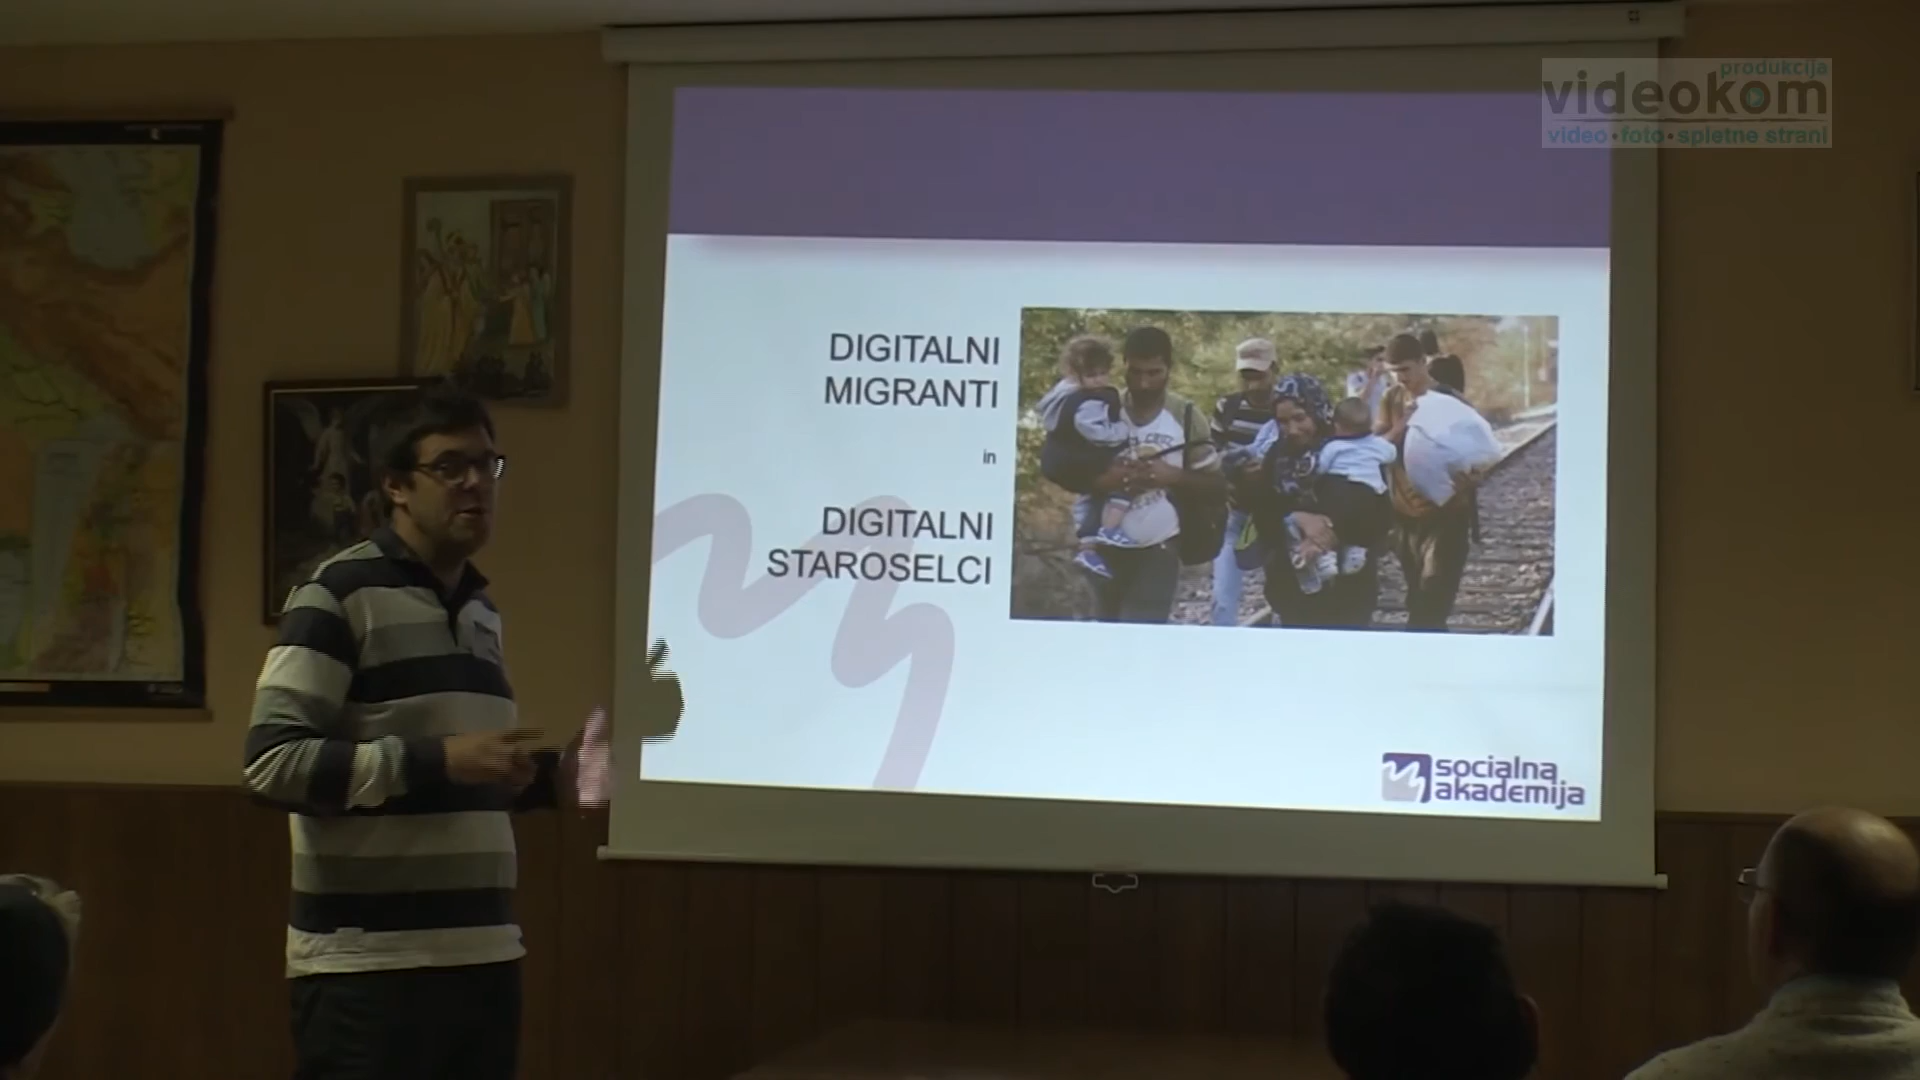 produkcija
videokom
video • foto • spletne strani
DIGITALNI
MIGRANTI
in
DIGITALNI
STAROSELCI
socialna
akademija